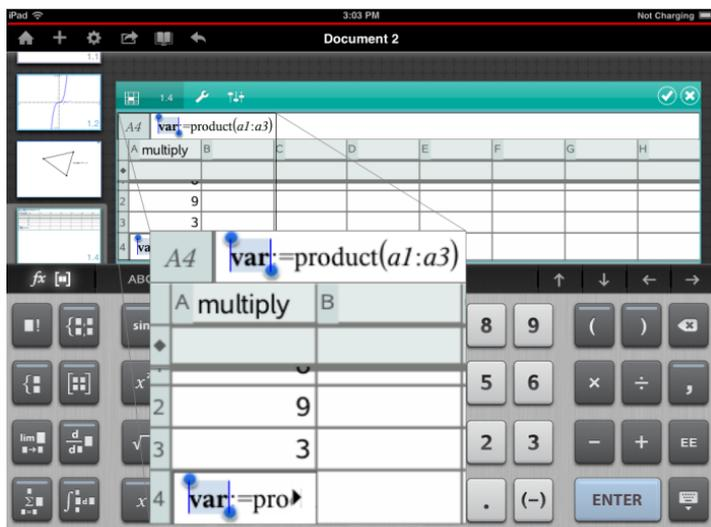 iPad 3:03 PM Not Charging
Document 2
1.1
1.2
1.4
1.4
A4 var:=product(a1:a3)
A multiply B C D E F G H
◆
2 9
3 3
4 va
A4 var:=product(a1:a3)
A multiply B
◆
2 9
3 3
4 var:=pro
fx ABC ↑ ↓ ← →
! sin 8 9 ( )
x² 5 6 × ÷ ,
lim √ 2 3 − + EE
d
d
Σ ∫ d x . (−) ENTER